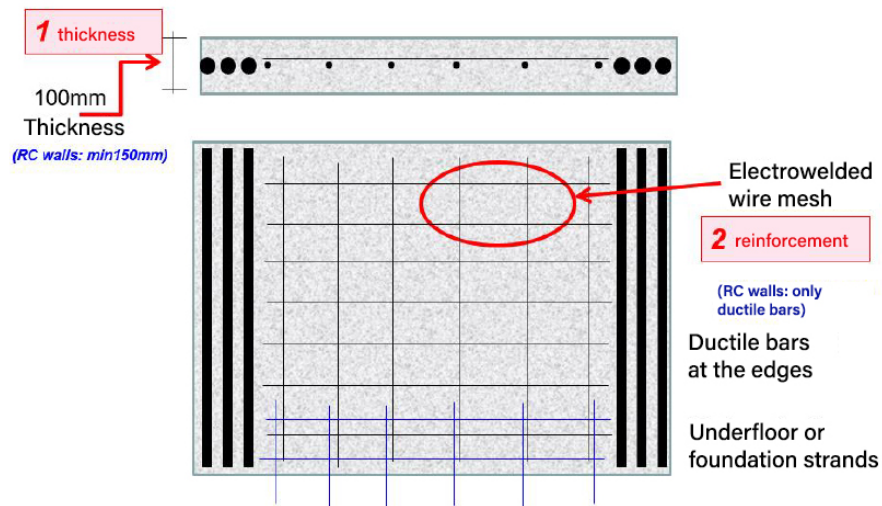 1 thickness
100mm
Thickness
(RC walls: min150mm)
Electrowelded
wire mesh
2 reinforcement
(RC walls: only
ductile bars)
Ductile bars
at the edges
Underfloor or
foundation strands